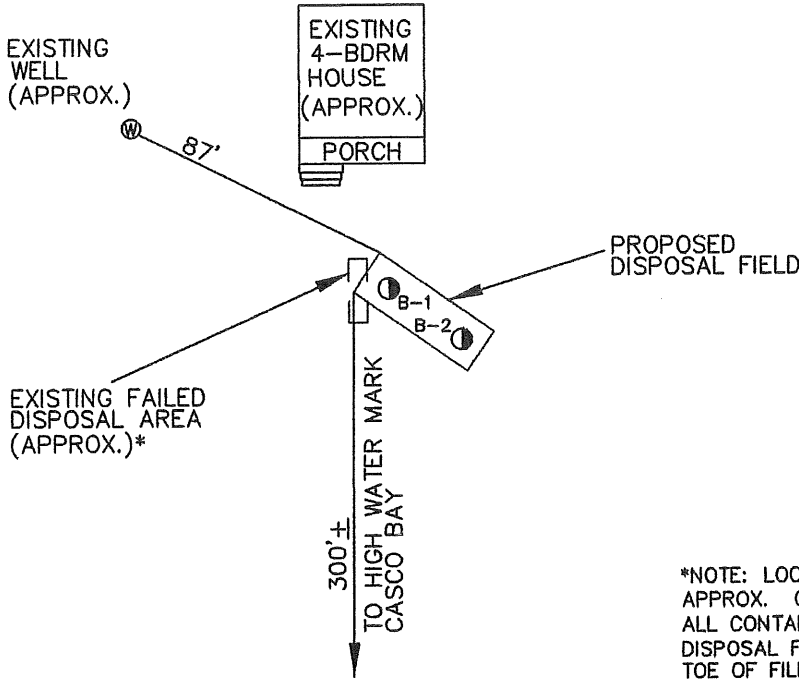 EXISTING
WELL
(APPROX.)
W
87'
EXISTING
4-BDRM
HOUSE
(APPROX.)
PORCH
PROPOSED
DISPOSAL FIELD
B-1
B-2
EXISTING FAILED
DISPOSAL AREA
(APPROX.)*
300'±
TO HIGH WATER MARK
CASCO BAY
*NOTE: LOC
APPROX. C
ALL CONTA
DISPOSAL F
TOE OF FILL